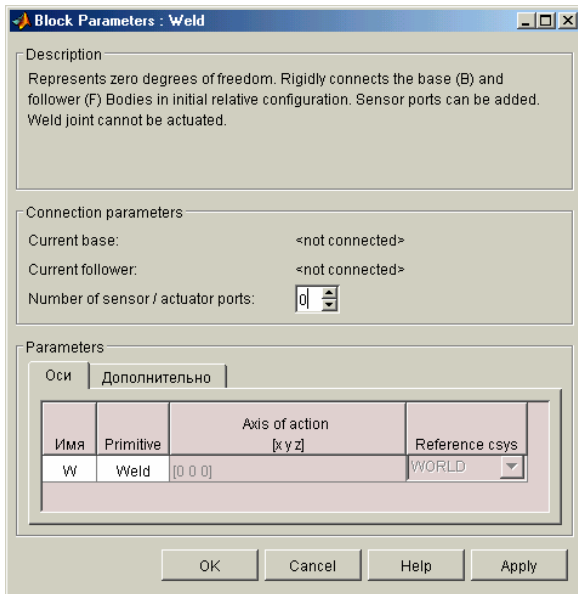 Block Parameters : Weld
Description
Represents zero degrees of freedom. Rigidly connects the base (B) and
follower (F) Bodies in initial relative configuration. Sensor ports can be added.
Weld joint cannot be actuated.
Connection parameters
Current base: <not connected>
Current follower: <not connected>
Number of sensor / actuator ports: 0
Parameters
Оси Дополнительно
Имя Primitive Axis of action [x y z] Reference csys
W Weld [0 0 0] WORLD
OK Cancel Help Apply